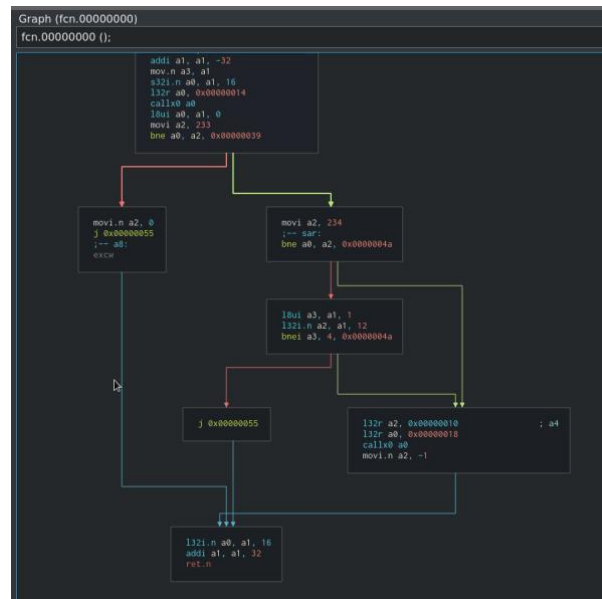 Graph (fcn.00000000)
fcn.00000000 ();
addi a1, a1, -32
mov.n a3, a1
s32i.n a0, a1, 16
l32r a0, 0x00000014
callx0 a0
l8ui a0, a1, 0
movi a2, 233
bne a0, a2, 0x00000039
movi.n a2, 0
j 0x00000055
;-- a8:
excw
movi a2, 234
;-- sar:
bne a0, a2, 0x0000004a
l8ui a3, a1, 1
l32i.n a2, a1, 12
bnei a3, 4, 0x0000004a
j 0x00000055
l32r a2, 0x00000010 ; a4
l32r a0, 0x00000018
callx0 a0
movi.n a2, -1
l32i.n a0, a1, 16
addi a1, a1, 32
ret.n